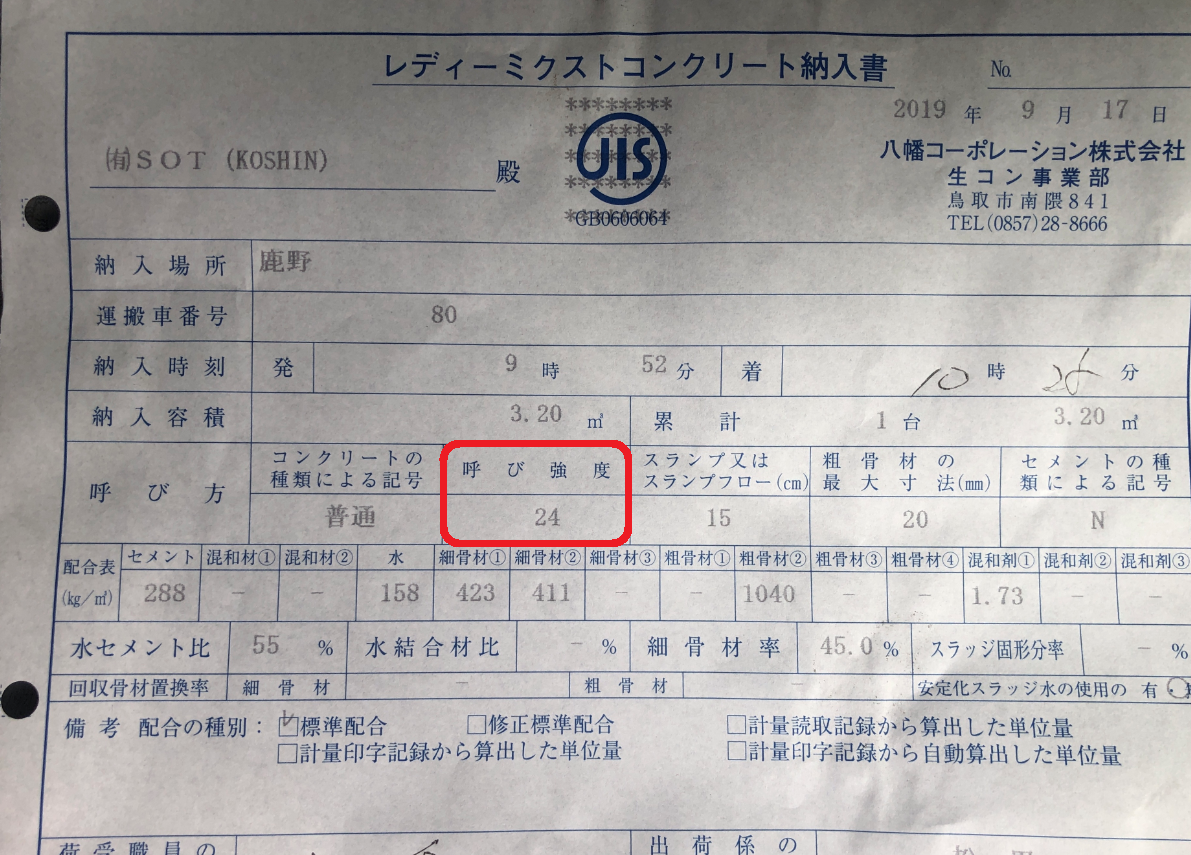 レディーミクストコンクリート納入書
No.
2019 年 9 月 17 日
㈲SOT (KOSHIN) 殿
********
********
********
********
JIS
GB0606064
八幡コーポレーション株式会社
生コン事業部
鳥取市南隈841
TEL(0857)28-8666
納入場所 鹿野
運搬車番号 80
納入時刻 発 9 時 52 分 着 10 時 分
納入容積 3.20 ㎥ 累計 1 台 3.20 ㎥
呼び方 コンクリートの種類による記号 呼び強度 スランプ又はスランプフロー(cm) 粗骨材の最大寸法(mm) セメントの種類による記号
普通 24 15 20 N
配合表(kg/㎥) セメント 混和材① 混和材② 水 細骨材① 細骨材② 細骨材③ 粗骨材① 粗骨材② 粗骨材③ 粗骨材④ 混和剤① 混和剤② 混和剤③
288 － － 158 423 411 － － 1040 － － 1.73 － －
水セメント比 55 % 水結合材比 － % 細骨材率 45.0 % スラッジ固形分率 － %
回収骨材置換率 細骨材 － 粗骨材 － 安定化スラッジ水の使用の 有
備考 配合の種別： ☑標準配合 □修正標準配合 □計量読取記録から算出した単位量
□計量印字記録から算出した単位量 □計量印字記録から自動算出した単位量
荷受職員の 出荷係の